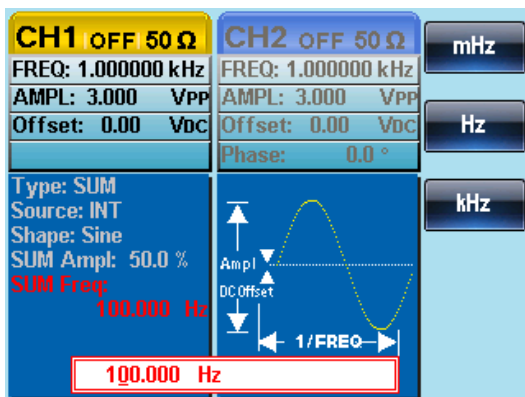 CH1 OFF 50 Ω
FREQ: 1.000000 kHz
AMPL: 3.000 VPP
Offset: 0.00 VDC
CH2 OFF 50 Ω
FREQ: 1.000000 kHz
AMPL: 3.000 VPP
Offset: 0.00 VDC
Phase: 0.0 °
mHz
Hz
kHz
Type: SUM
Source: INT
Shape: Sine
SUM Ampl: 50.0 %
SUM Freq:
100.000 Hz
Ampl
DC Offset
1/FREQ
100.000 Hz